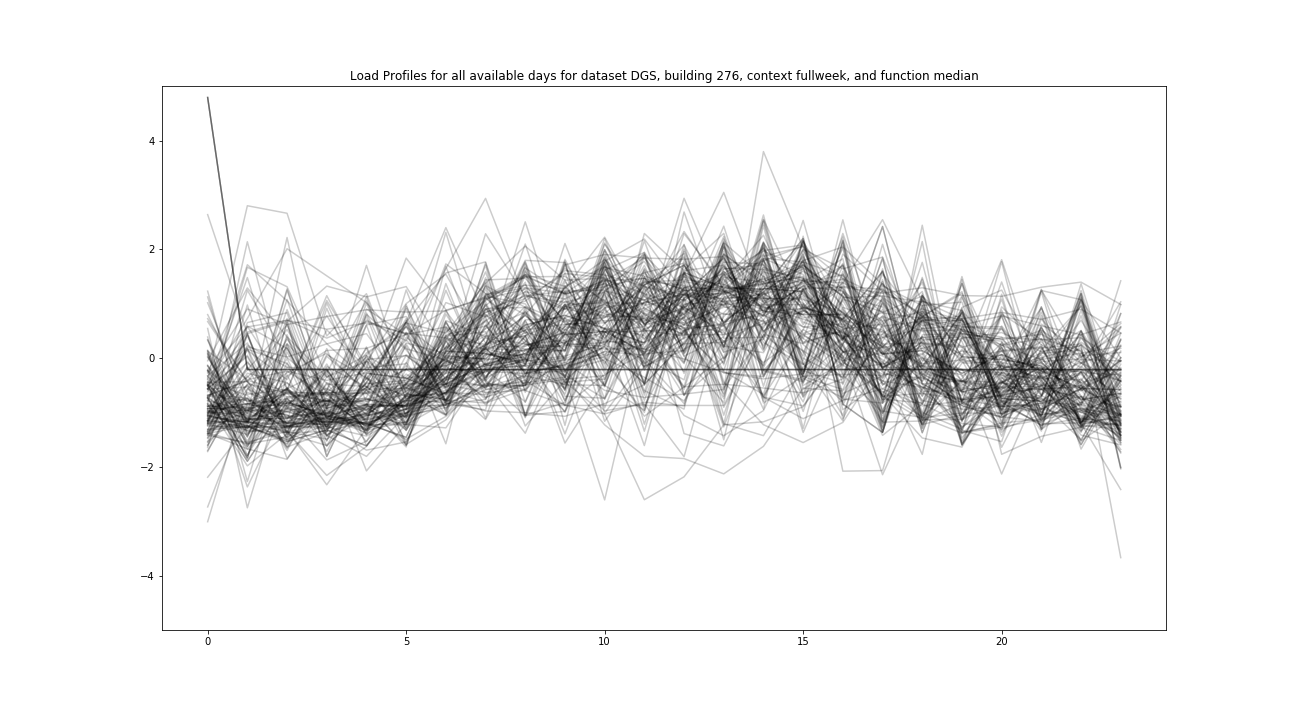 Load Profiles for all available days for dataset DGS, building 276, context fullweek, and function median
4
2
0
−2
−4
0 5 10 15 20